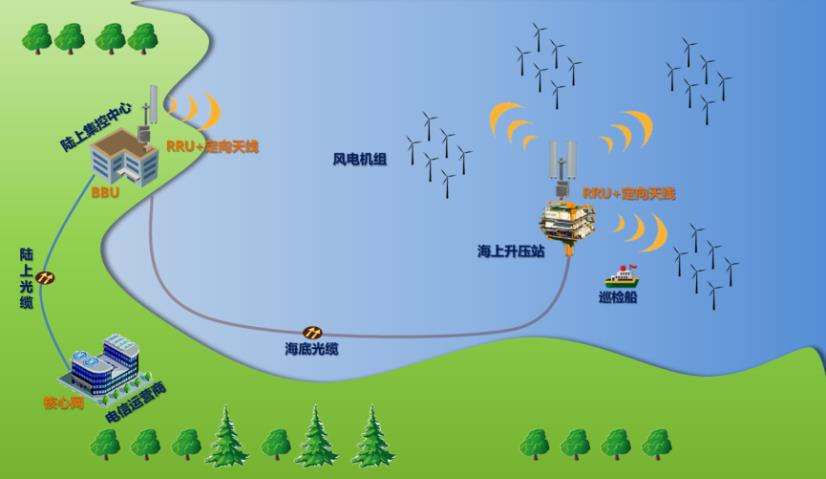 陆上集控中心
RRU+定向天线
BBU
风电机组
RRU+定向天线
海上升压站
巡检船
陆上光缆
海底光缆
核心网
电信运营商